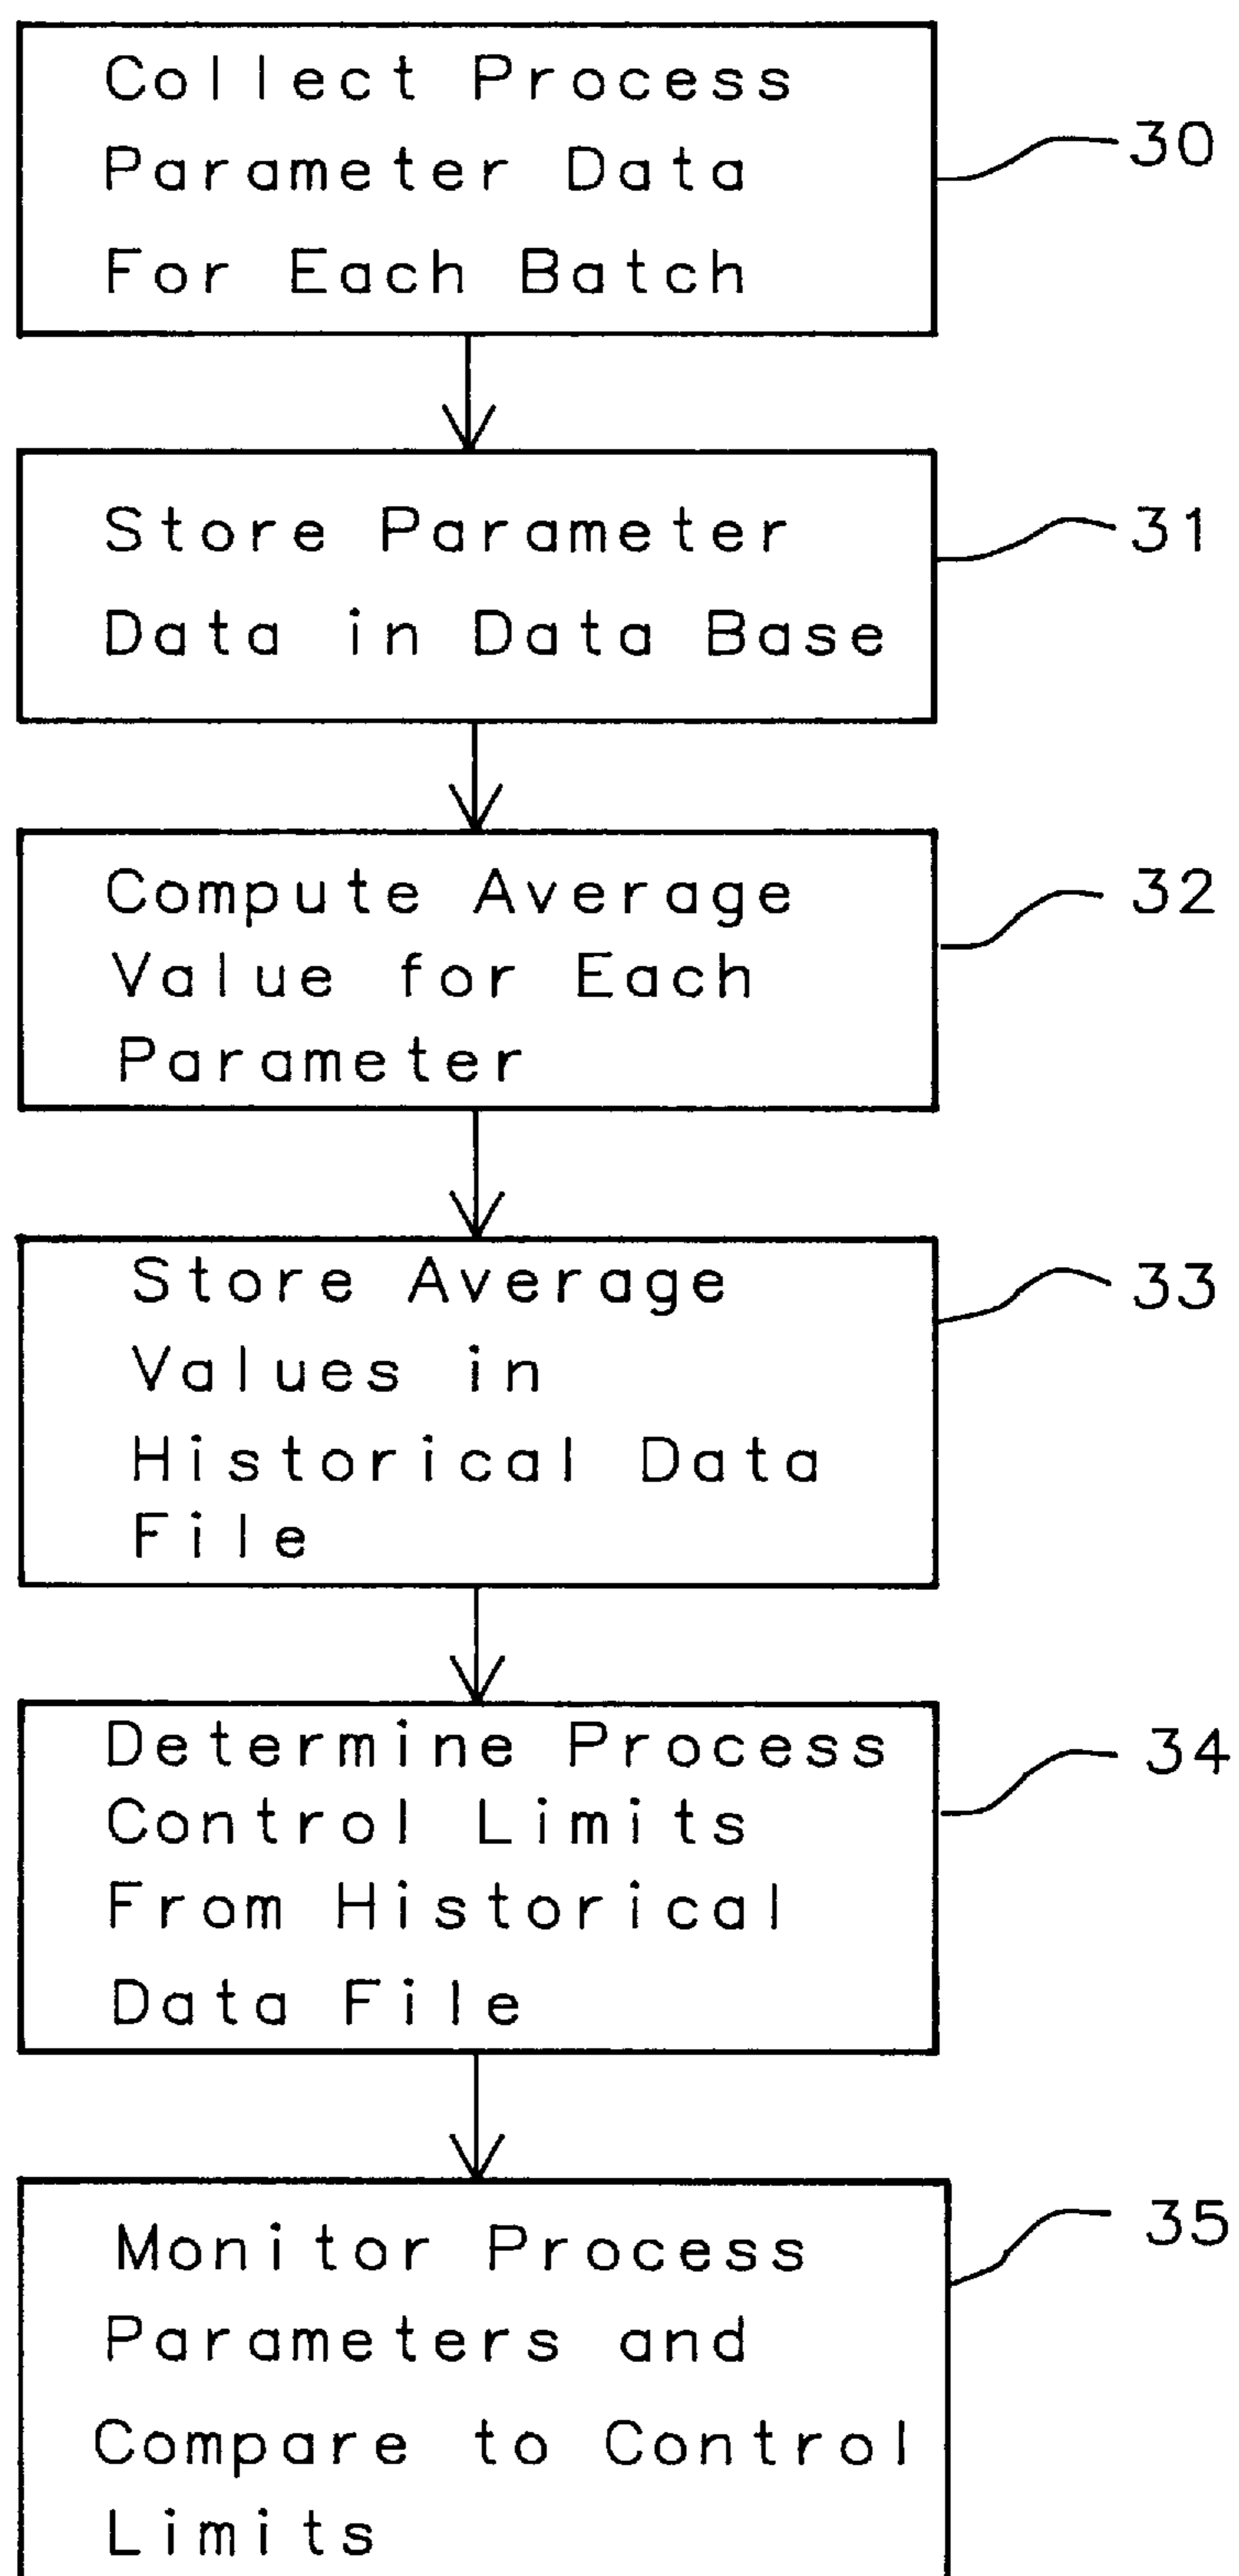 Collect Process
Parameter Data
For Each Batch
30
Store Parameter
Data in Data Base
31
Compute Average
Value for Each
Parameter
32
Store Average
Values in
Historical Data
File
33
Determine Process
Control Limits
From Historical
Data File
34
Monitor Process
Parameters and
Compare to Control
Limits
35